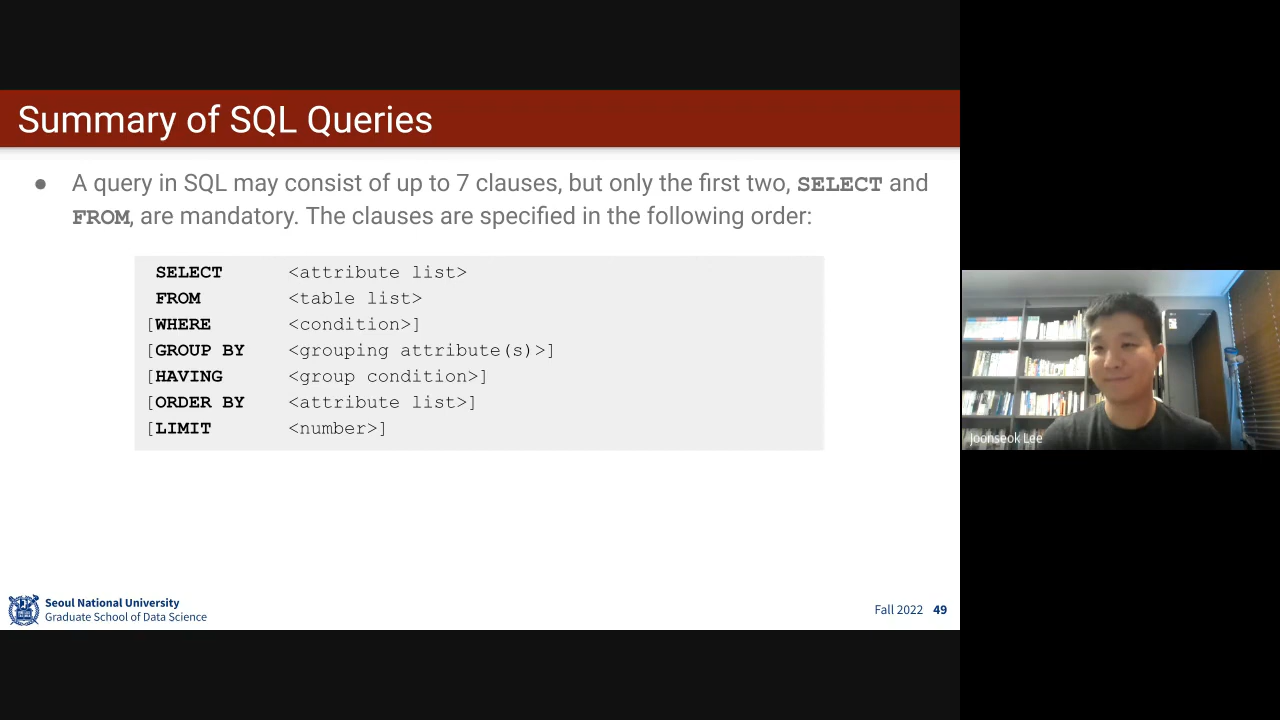 Summary of SQL Queries
● A query in SQL may consist of up to 7 clauses, but only the first two, SELECT and
FROM, are mandatory. The clauses are specified in the following order:
SELECT <attribute list>
FROM <table list>
[WHERE <condition>]
[GROUP BY <grouping attribute(s)>]
[HAVING <group condition>]
[ORDER BY <attribute list>]
[LIMIT <number>]
Joonseok Lee
Seoul National University
Graduate School of Data Science
Fall 2022 49